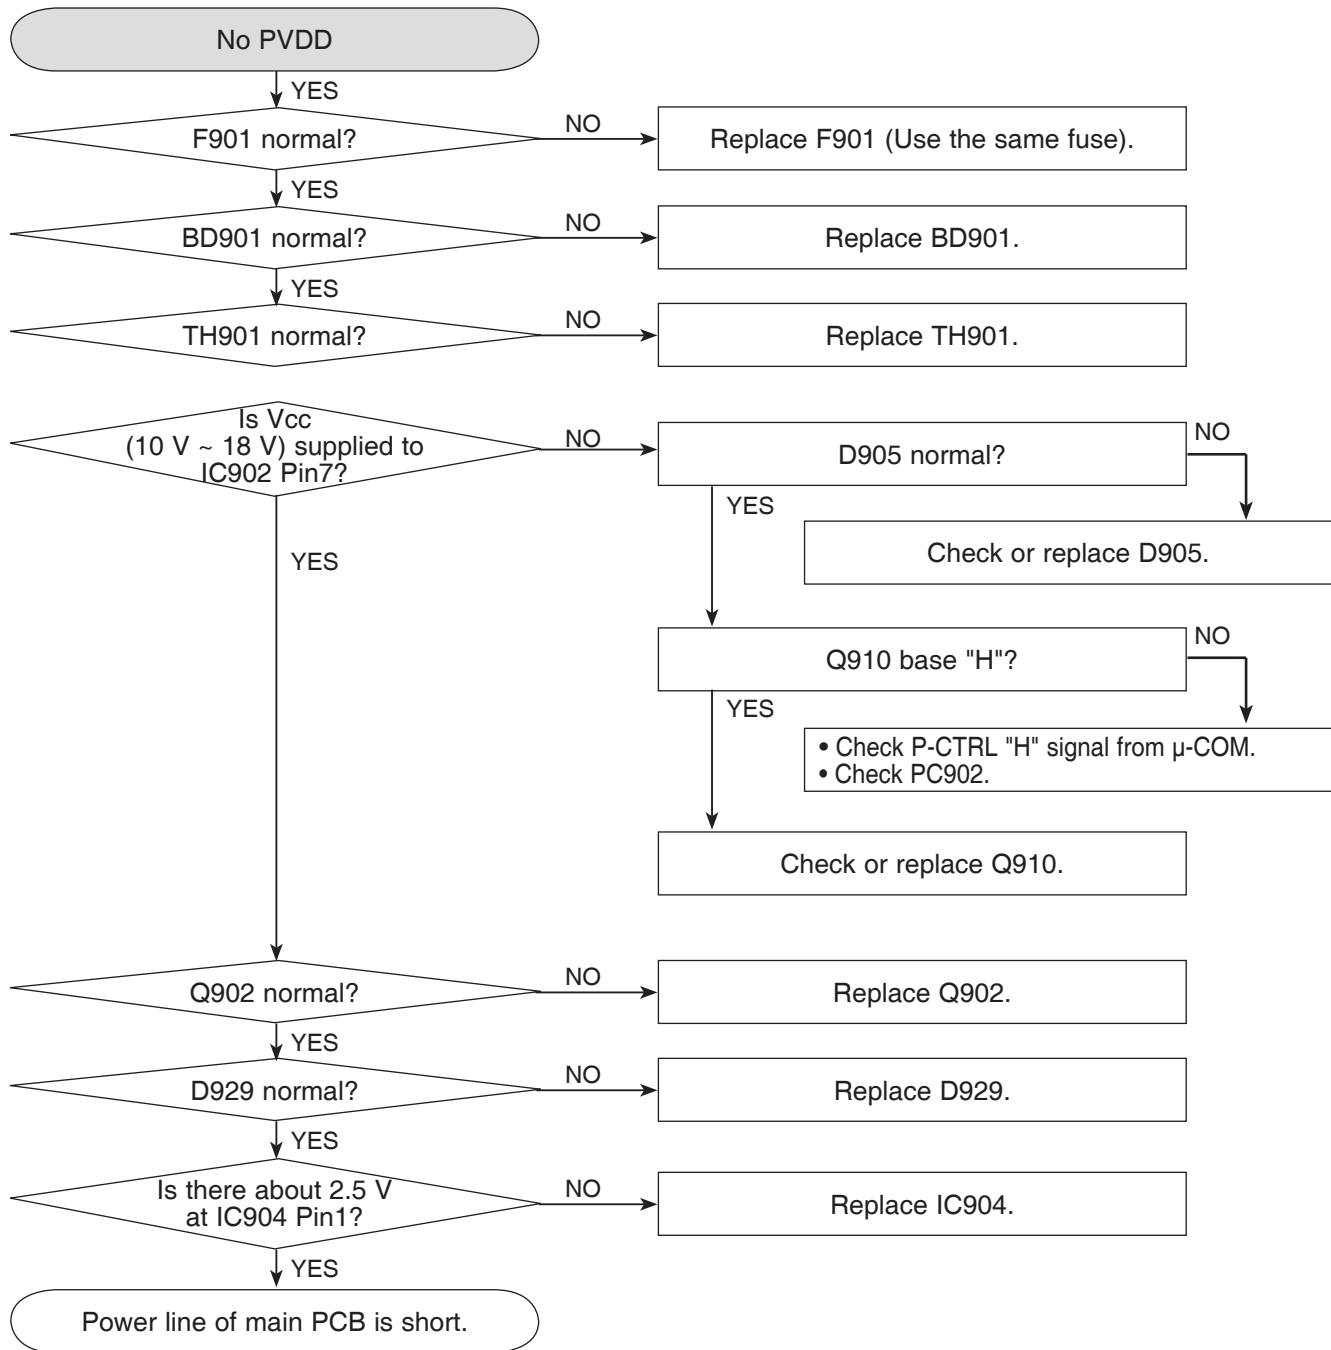 No PVDD
YES
F901 normal?
NO
Replace F901 (Use the same fuse).
YES
BD901 normal?
NO
Replace BD901.
YES
TH901 normal?
NO
Replace TH901.
Is Vcc
(10 V ~ 18 V) supplied to
IC902 Pin7?
NO
D905 normal?
NO
YES
Check or replace D905.
YES
Q910 base "H"?
NO
YES
• Check P-CTRL "H" signal from µ-COM.
• Check PC902.
Check or replace Q910.
Q902 normal?
NO
Replace Q902.
YES
D929 normal?
NO
Replace D929.
YES
Is there about 2.5 V
at IC904 Pin1?
NO
Replace IC904.
YES
Power line of main PCB is short.